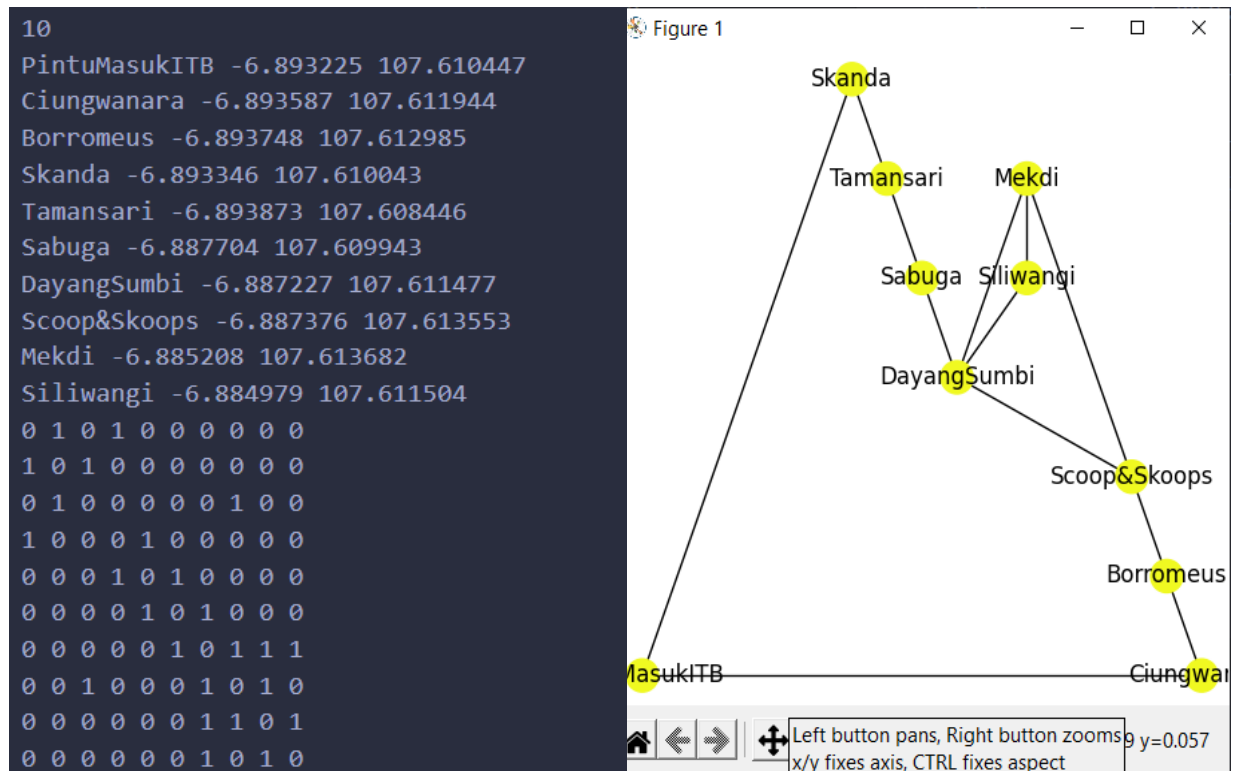 10
PintuMasukITB -6.893225 107.610447
Ciungwanara -6.893587 107.611944
Borromeus -6.893748 107.612985
Skanda -6.893346 107.610043
Tamansari -6.893873 107.608446
Sabuga -6.887704 107.609943
DayangSumbi -6.887227 107.611477
Scoop&Skoops -6.887376 107.613553
Mekdi -6.885208 107.613682
Siliwangi -6.884979 107.611504
0 1 0 1 0 0 0 0 0 0
1 0 1 0 0 0 0 0 0 0
0 1 0 0 0 0 0 1 0 0
1 0 0 0 1 0 0 0 0 0
0 0 0 1 0 1 0 0 0 0
0 0 0 0 1 0 1 0 0 0
0 0 0 0 0 1 0 1 1 1
0 0 1 0 0 0 1 0 1 0
0 0 0 0 0 0 1 1 0 1
0 0 0 0 0 0 1 0 1 0
Figure 1
Skanda
Tamansari
Mekdi
Sabuga
Siliwangi
DayangSumbi
Scoop&Skoops
Borromeus
MasukITB
Ciungwar
Left button pans, Right button zooms
x/y fixes axis, CTRL fixes aspect
9 y=0.057